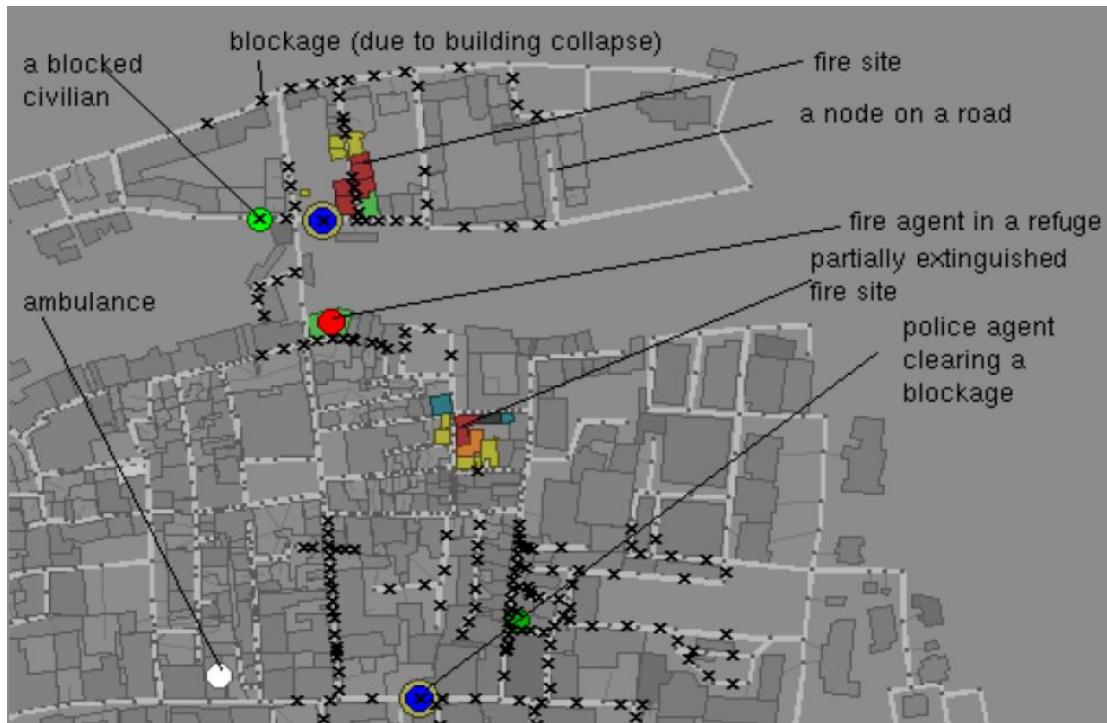 blockage (due to building collapse)
a blocked
civilian
fire site
a node on a road
fire agent in a refuge
partially extinguished
fire site
ambulance
police agent
clearing a
blockage